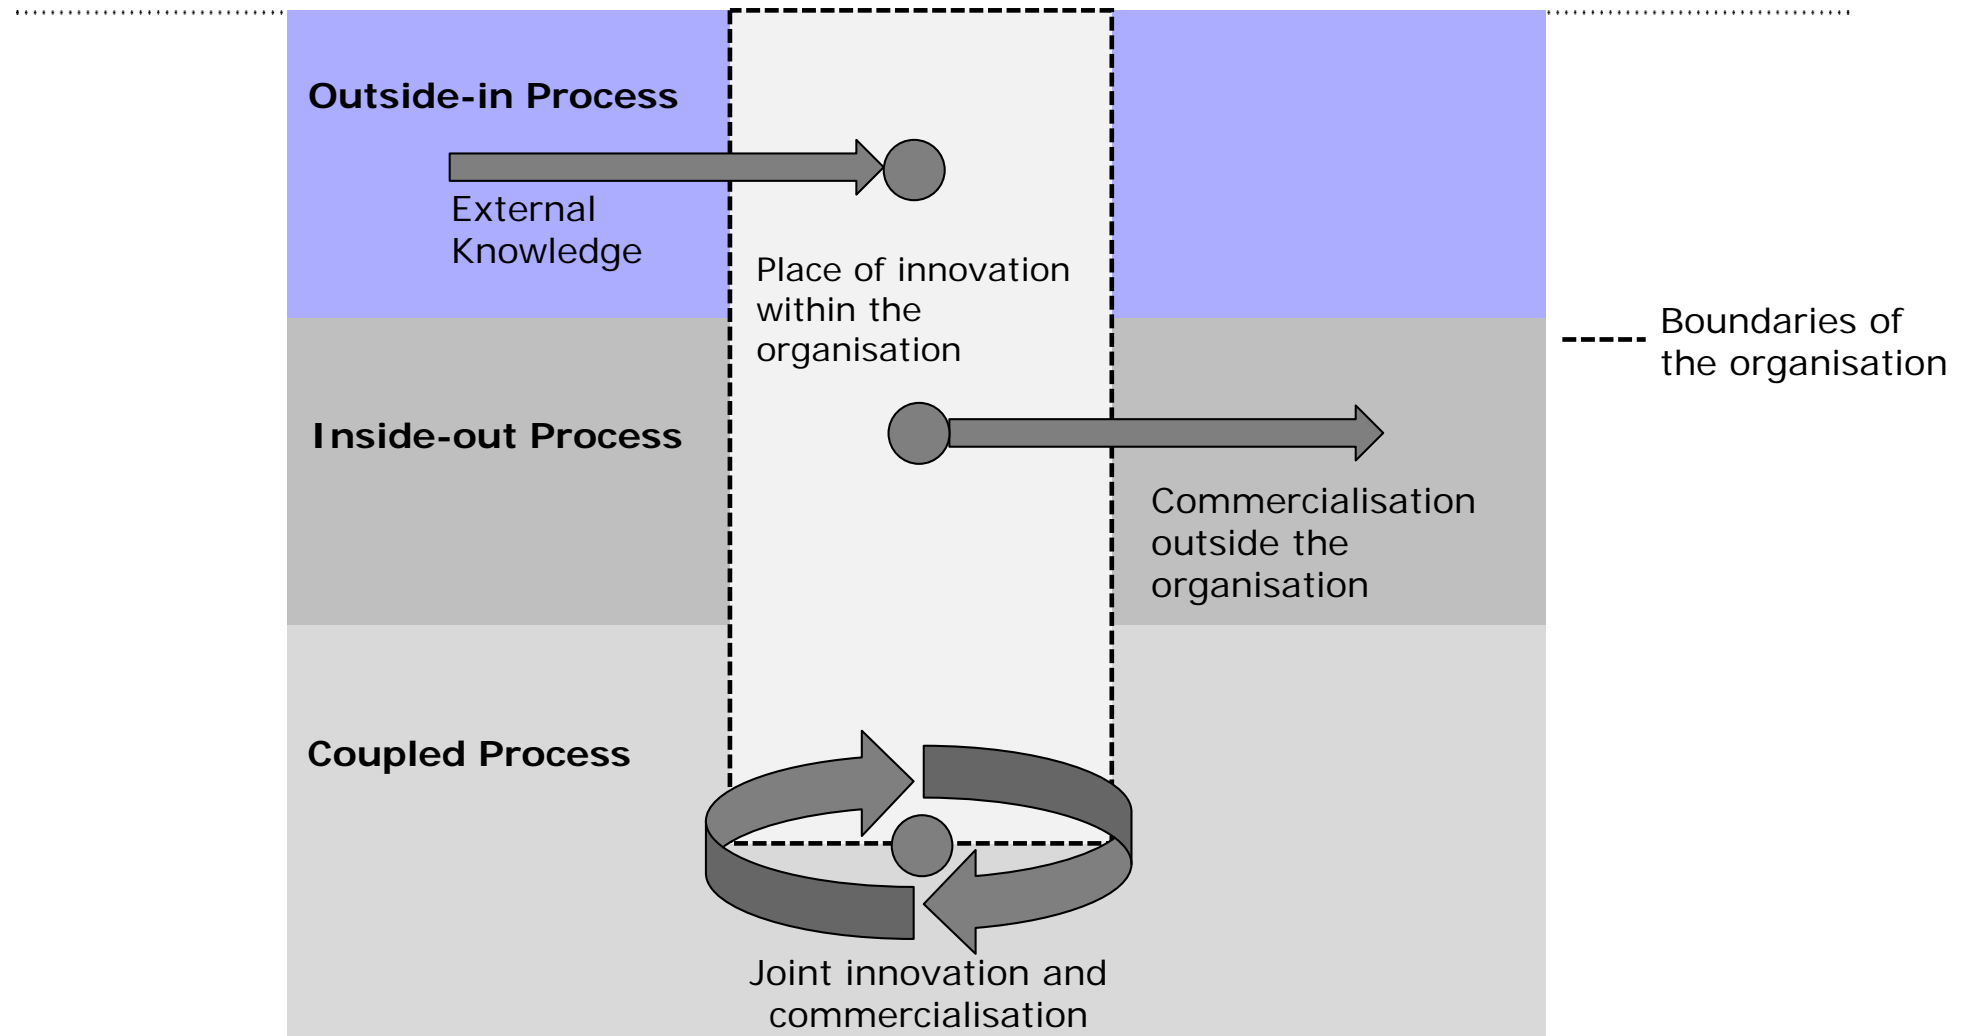 Outside-in Process
External
Knowledge
Place of innovation
within the
organisation
Boundaries of
the organisation
Inside-out Process
Commercialisation
outside the
organisation
Coupled Process
Joint innovation and
commercialisation